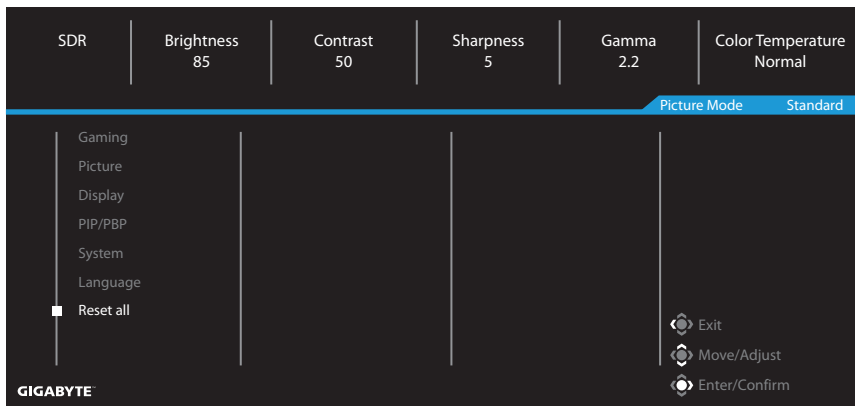 SDR Brightness Contrast Sharpness Gamma Color Temperature
85 50 5 2.2 Normal
Picture Mode Standard
Gaming
Picture
Display
PIP/PBP
System
Language
Reset all
Exit
Move/Adjust
Enter/Confirm
GIGABYTE™